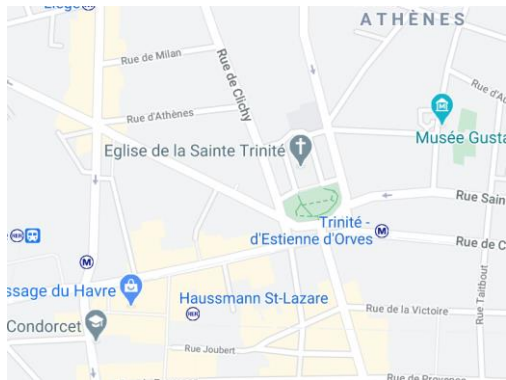 Liège
ATHÈNES
Rue de Milan
Rue de Clichy
Rue d'Athènes
Musée Gusta
Eglise de la Sainte Trinité
Rue Sain
Trinité -
d'Estienne d'Orves
Rue de C
M
M
ssage du Havre
Haussmann St-Lazare
RER
Rue de la Victoire
Rue Taitbout
Condorcet
Rue Joubert
Rue de Provence